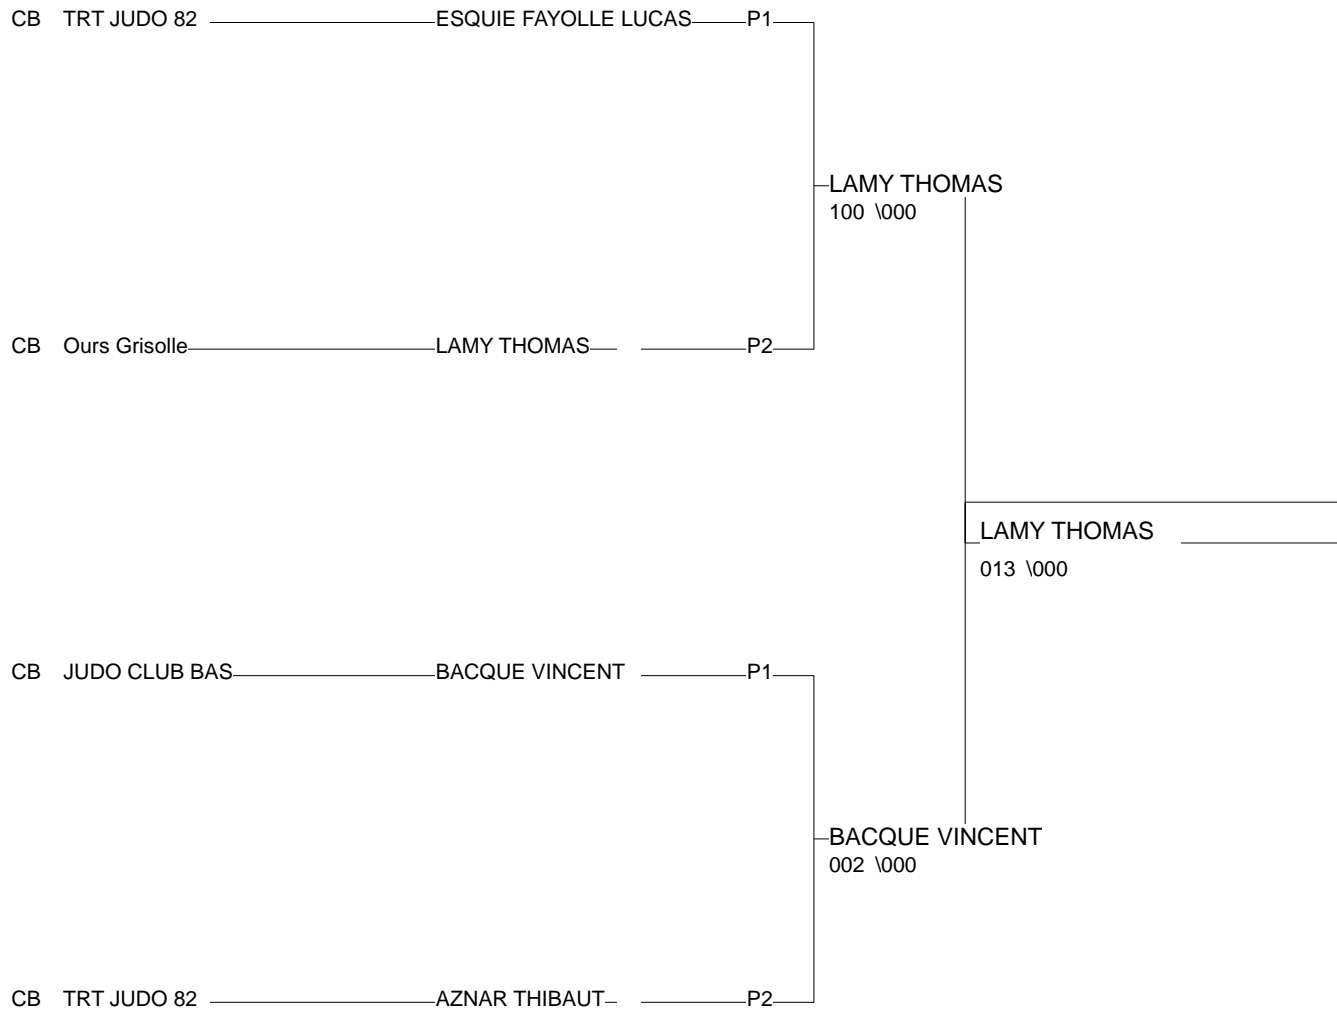 CB TRT JUDO 82 ESQUIE FAYOLLE LUCAS P1
LAMY THOMAS
100 \000
CB Ours Grisolle LAMY THOMAS P2
LAMY THOMAS
013 \000
CB JUDO CLUB BAS BACQUE VINCENT P1
BACQUE VINCENT
002 \000
CB TRT JUDO 82 AZNAR THIBAUT P2